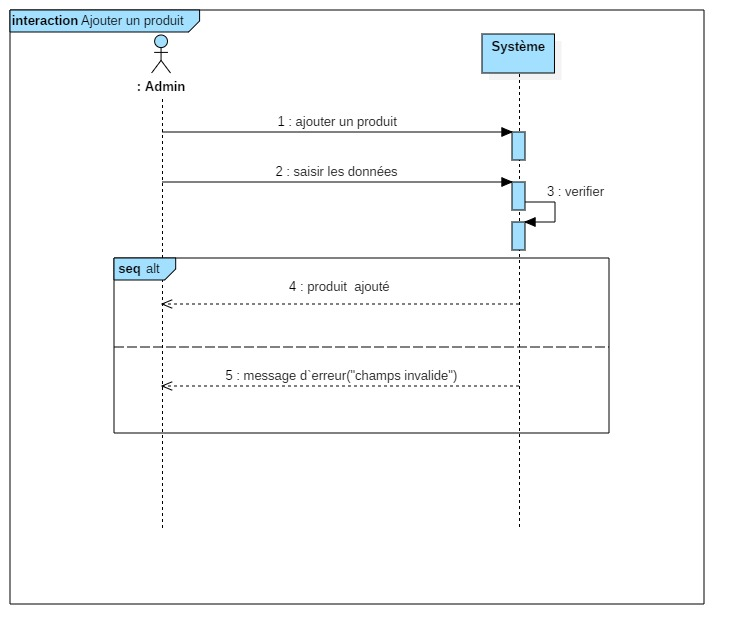 interaction Ajouter un produit
Système
: Admin
1 : ajouter un produit
2 : saisir les données
3 : verifier
seq alt
4 : produit  ajouté
5 : message d`erreur("champs invalide")